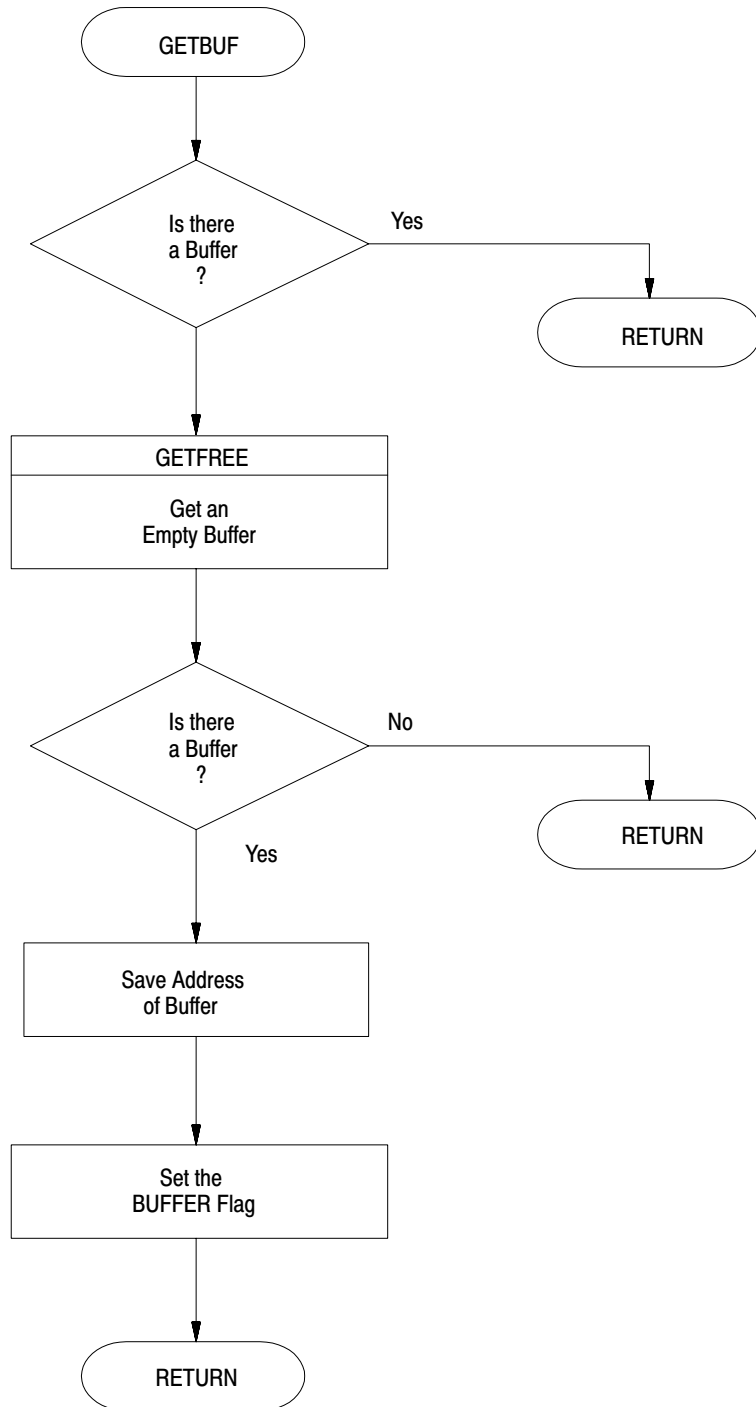 GETBUF
Is there
a Buffer
?
Yes
RETURN
GETFREE
Get an
Empty Buffer
Is there
a Buffer
?
No
RETURN
Yes
Save Address
of Buffer
Set the
BUFFER Flag
RETURN